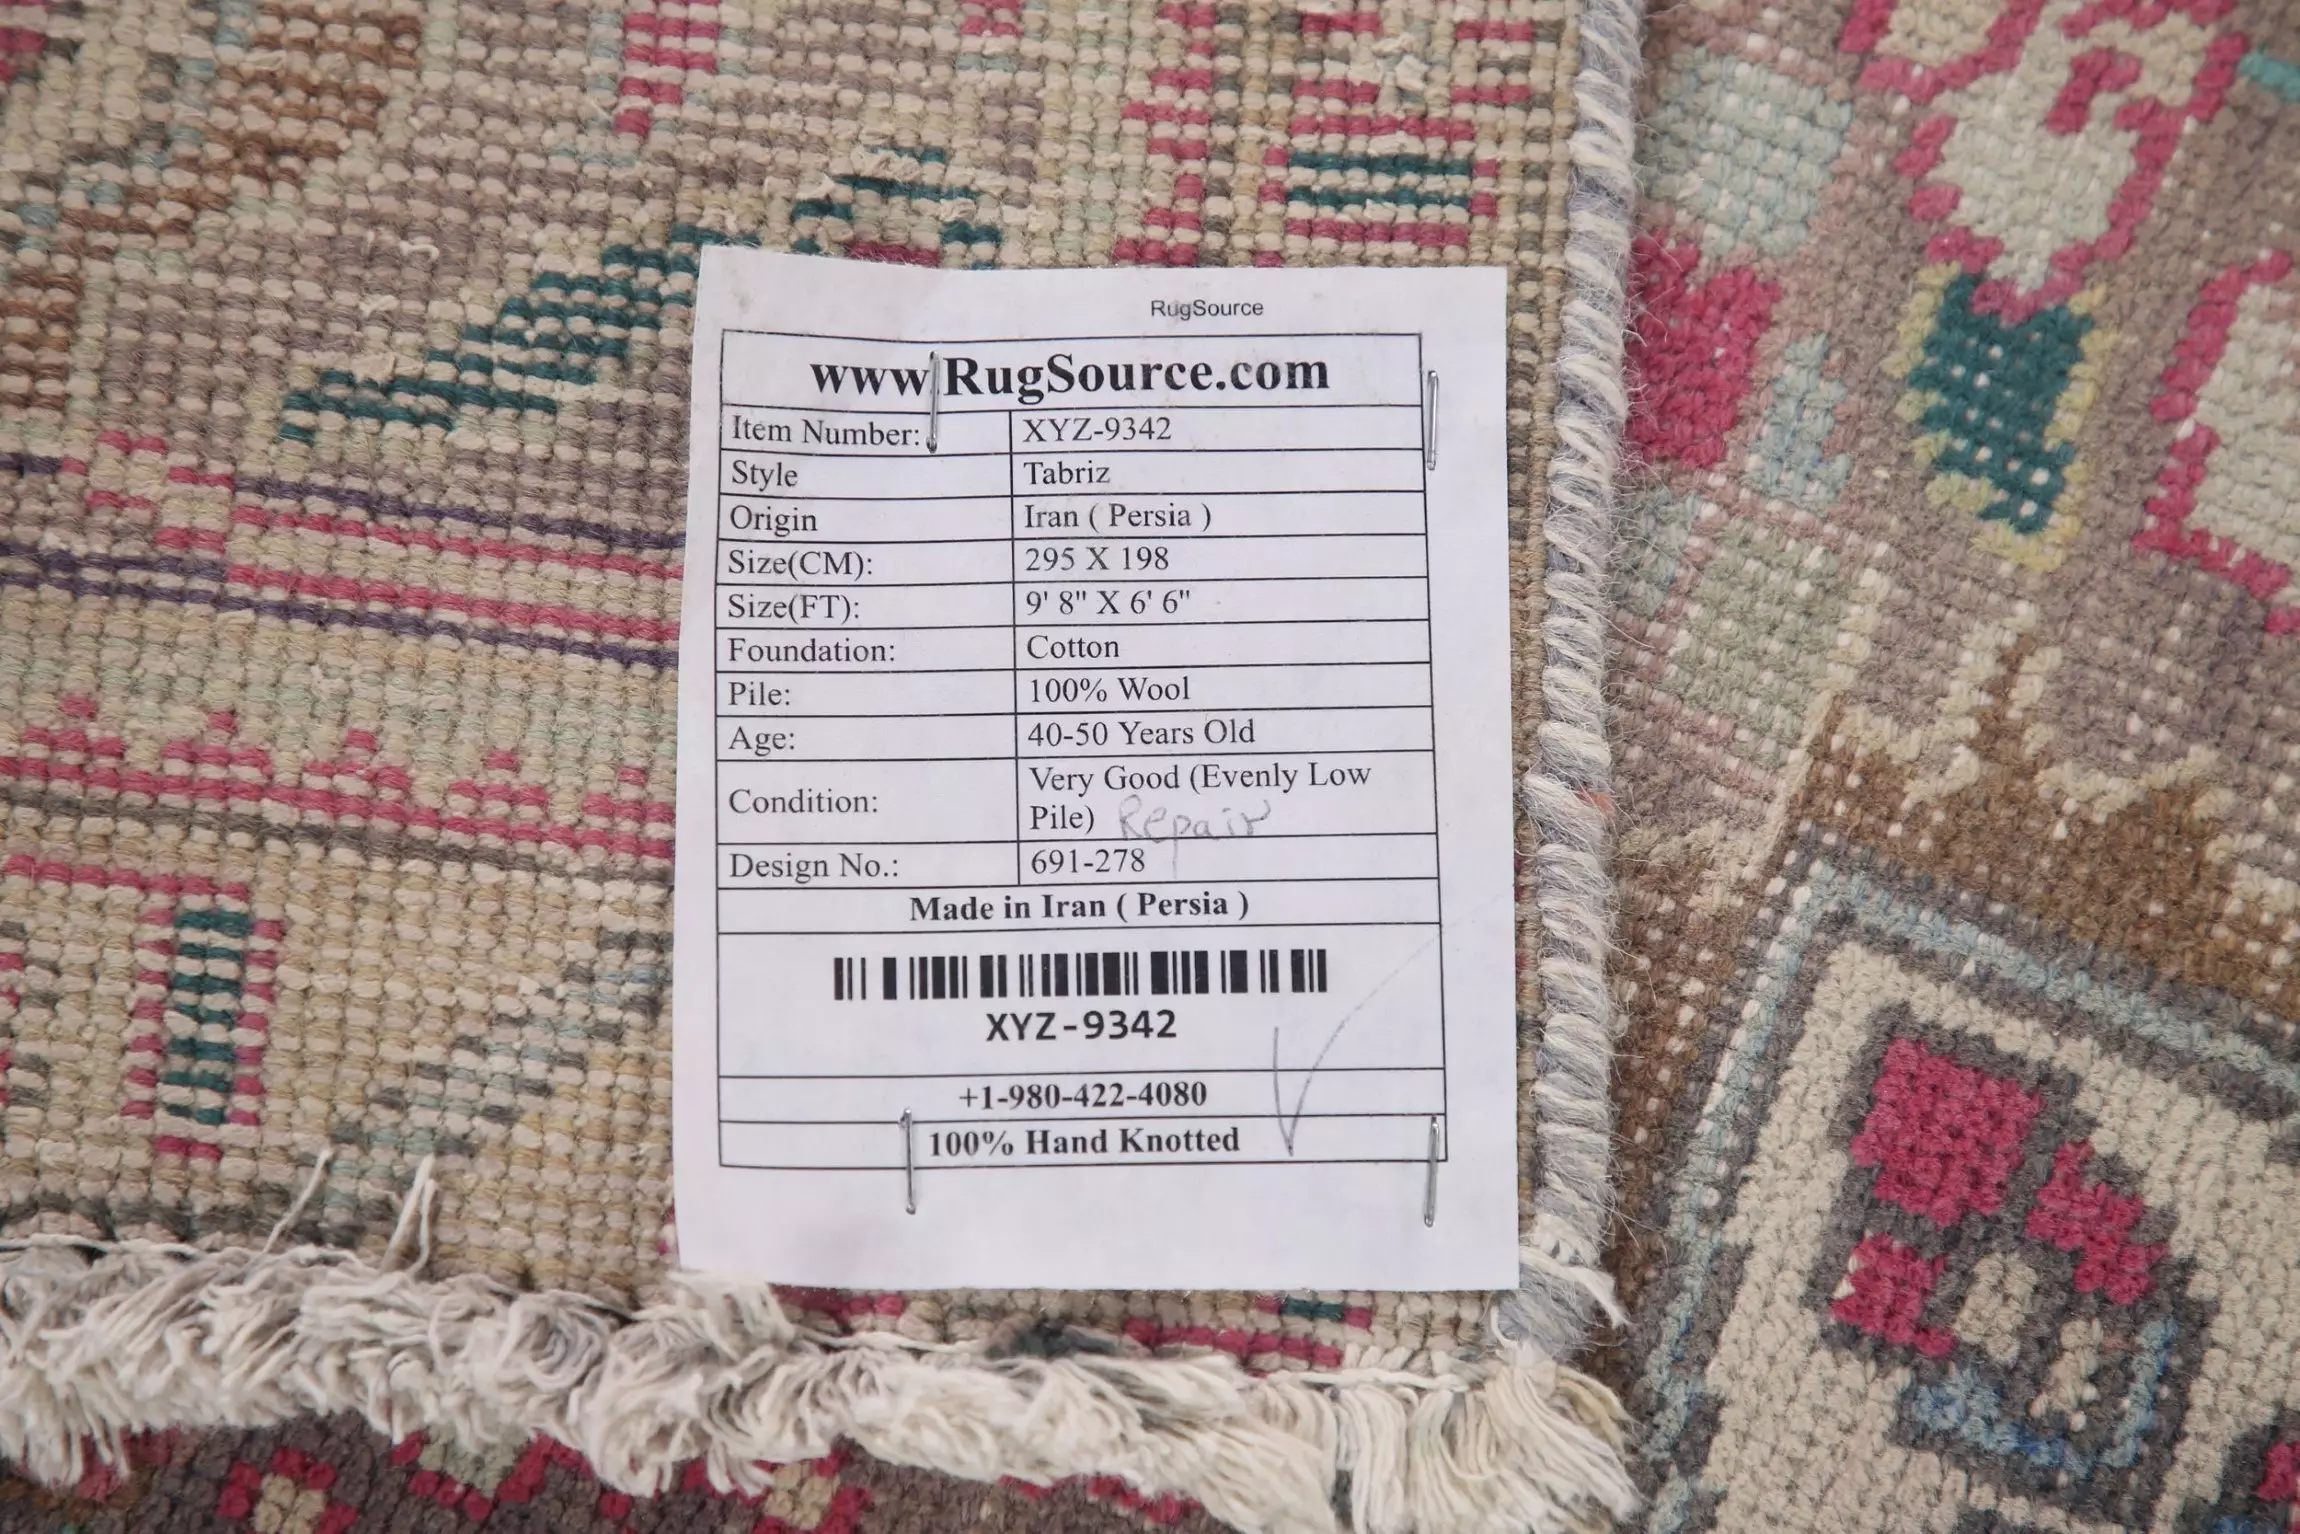 RugSource
www.RugSource.com
Item Number: XYZ-9342
Style Tabriz
Origin Iran ( Persia )
Size(CM): 295 X 198
Size(FT): 9' 8" X 6' 6"
Foundation: Cotton
Pile: 100% Wool
Age: 40-50 Years Old
Condition: Very Good (Evenly Low
Pile) Repair
Design No.: 691-278
Made in Iran ( Persia )
XYZ-9342
+1-980-422-4080
100% Hand Knotted